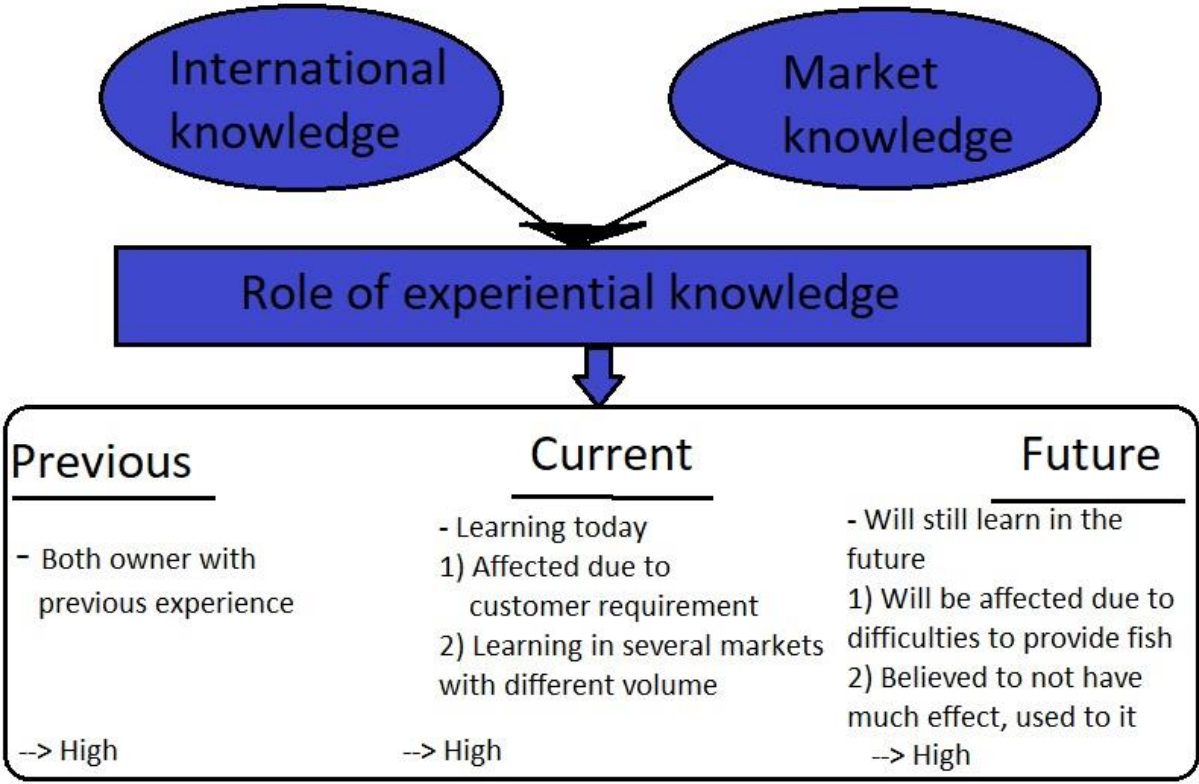 International
knowledge
Market
knowledge
Role of experiential knowledge
Previous
- Both owner with
previous experience
--> High
Current
- Learning today
1) Affected due to
customer requirement
2) Learning in several markets
with different volume
--> High
Future
- Will still learn in the
future
1) Will be affected due to
difficulties to provide fish
2) Believed to not have
much effect, used to it
--> High